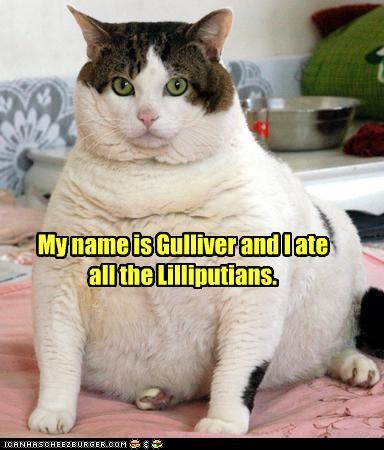 My name is Gulliver and I ate
all the Lilliputians.
ICANHASCHEEZBURGER.COM